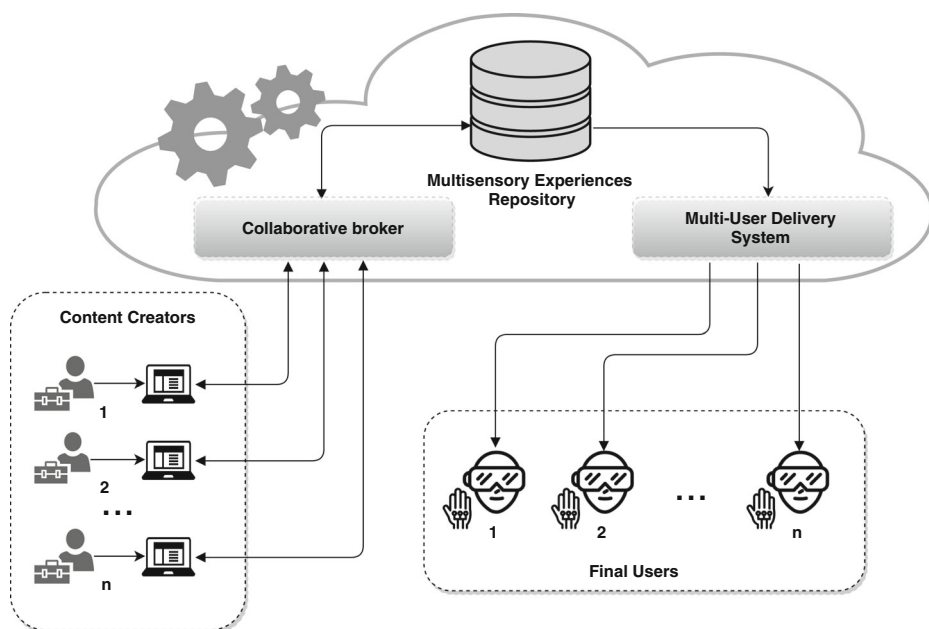 Multisensory Experiences
Repository
Collaborative broker
Multi-User Delivery
System
Content Creators
1
2
...
n
1
2
...
n
Final Users